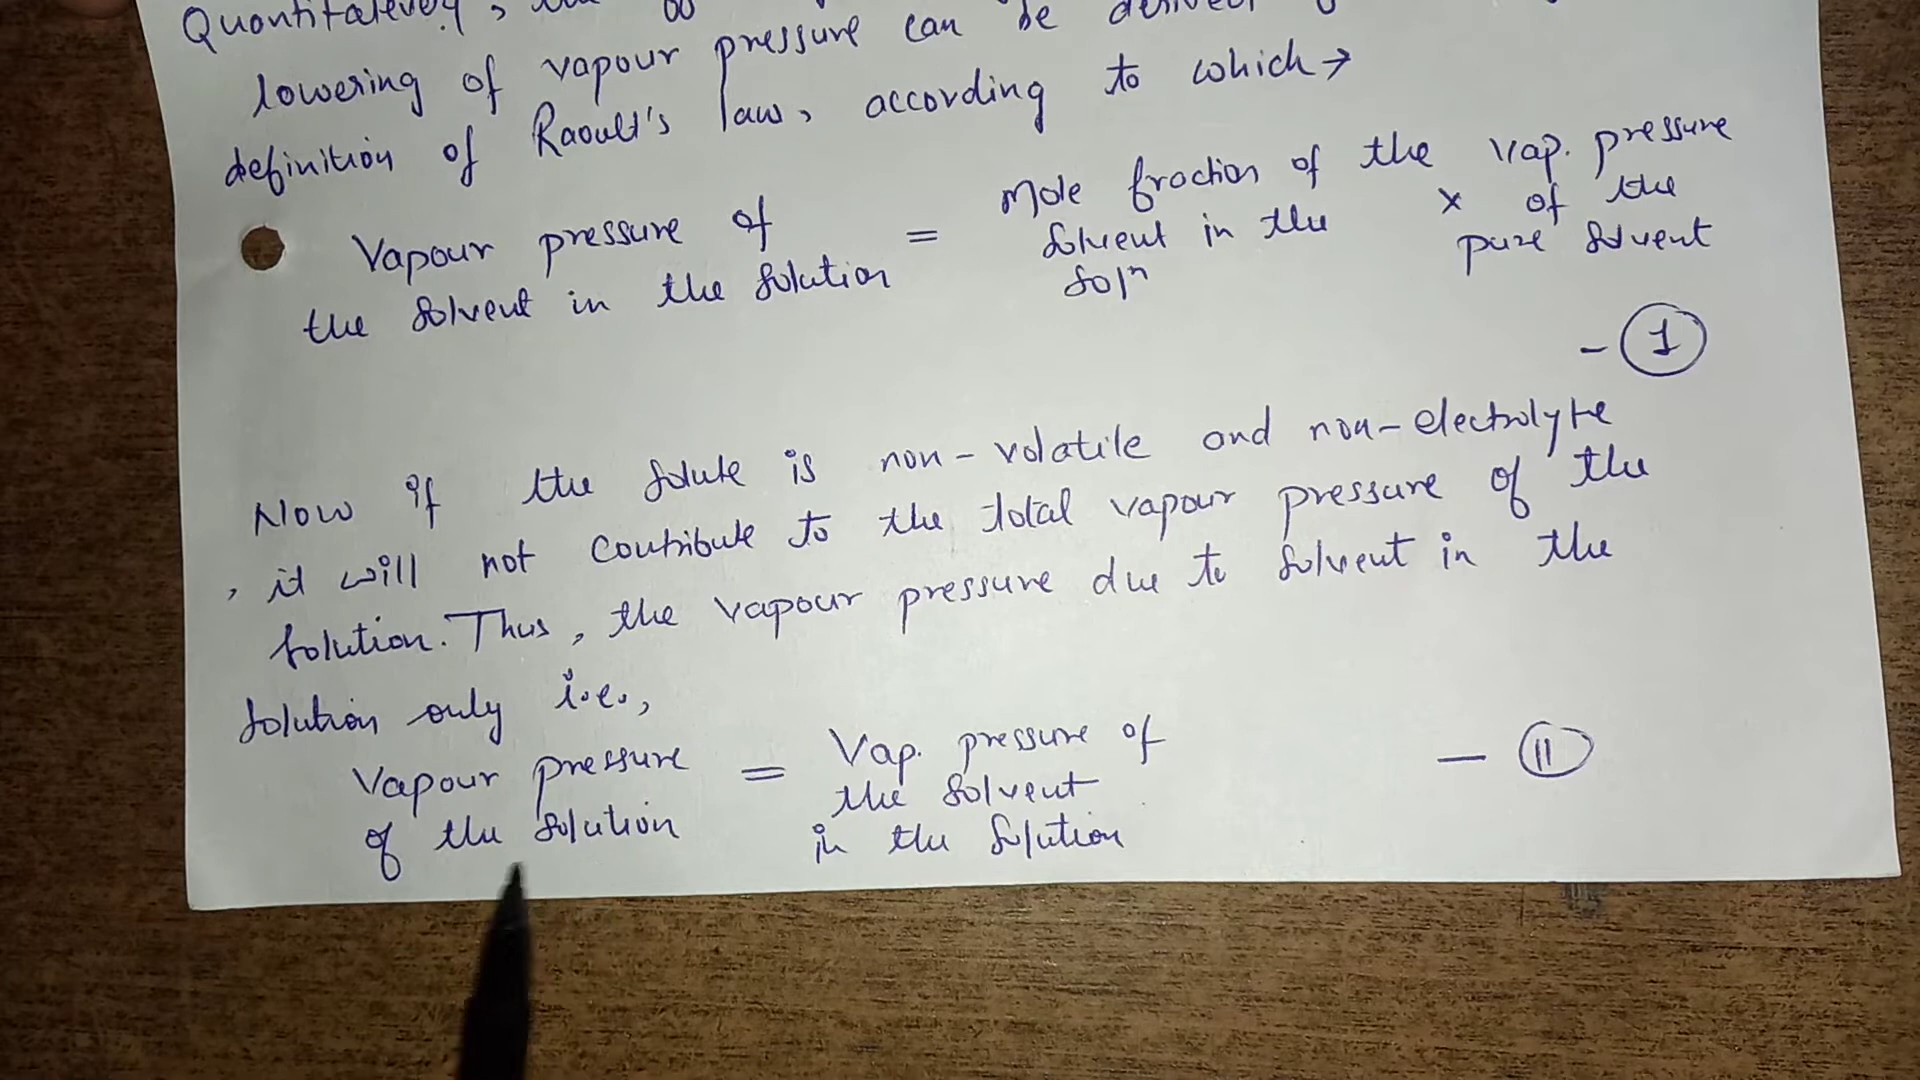 Quantitatively, the
lowering of vapour pressure can be
definition of Raoult's law, according to which →
Vapour pressure of the solvent in the solution = Mole fraction of the solvent in the solⁿ × vap. pressure of the pure solvent
- 1
Now if the solute is non-volatile and non-electrolyte
, it will not contribute to the total vapour pressure of the
solution. Thus, the vapour pressure due to solvent in the
solution only i.e.,
Vapour pressure of the solution = Vap. pressure of the solvent in the solution — II